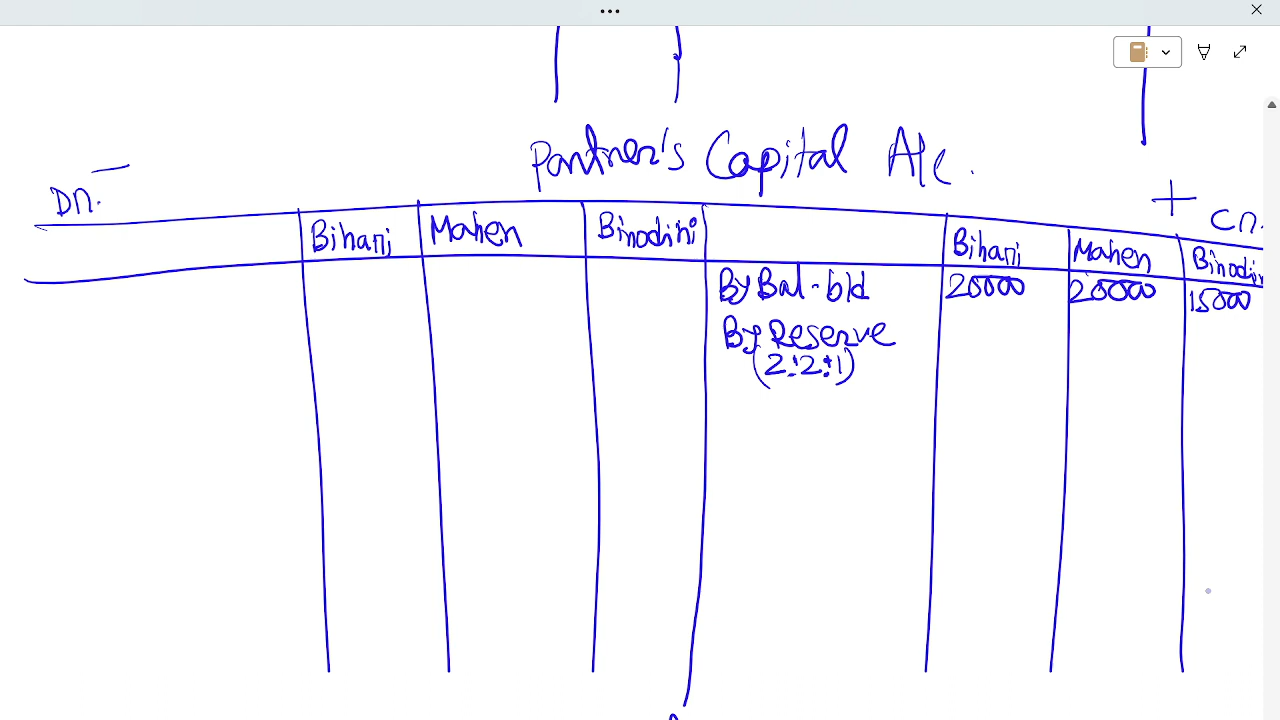 Partner's Capital A/c.
Dr. Cr.
Bihari Mahen Binodini Bihari Mahen Binodin
By Bal-b/d 20000 20000 15000
By Reserve
(2:2:1)